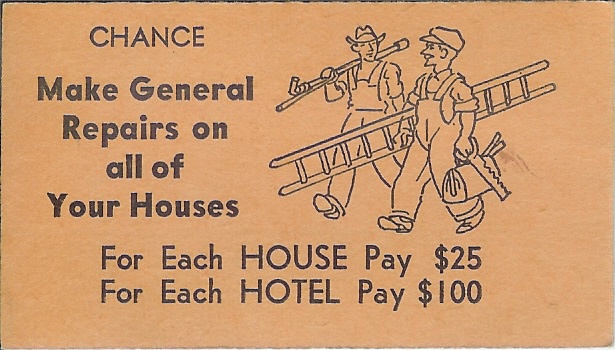 CHANCE
Make General
Repairs on
all of
Your Houses
For Each HOUSE Pay $25
For Each HOTEL Pay $100